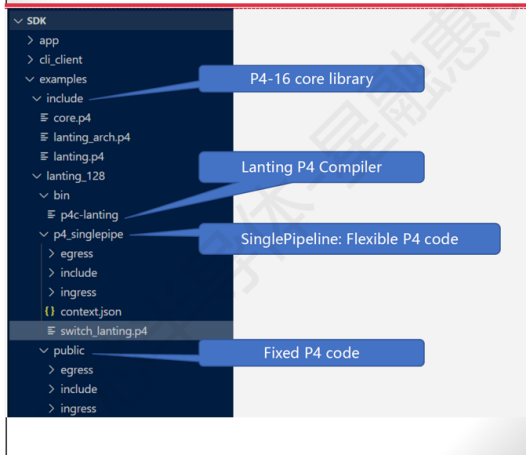 SDK
app
cli_client
examples
P4-16 core library
include
core.p4
lanting_arch.p4
lanting.p4
Lanting P4 Compiler
lanting_128
bin
p4c-lanting
p4_singlepipe
SinglePipeline: Flexible P4 code
egress
include
ingress
{} context.json
switch_lanting.p4
public
Fixed P4 code
egress
include
ingress